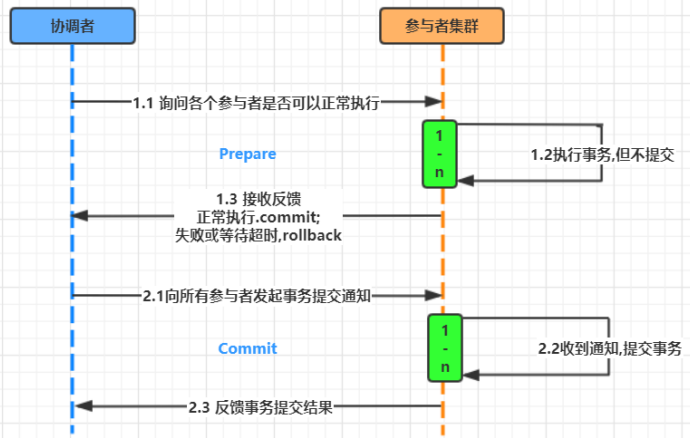 协调者
参与者集群
1.1 询问各个参与者是否可以正常执行
Prepare
1
-
n
1.2执行事务,但不提交
1.3 接收反馈
正常执行.commit;
失败或等待超时,rollback
2.1向所有参与者发起事务提交通知
Commit
1
-
n
2.2收到通知,提交事务
2.3 反馈事务提交结果